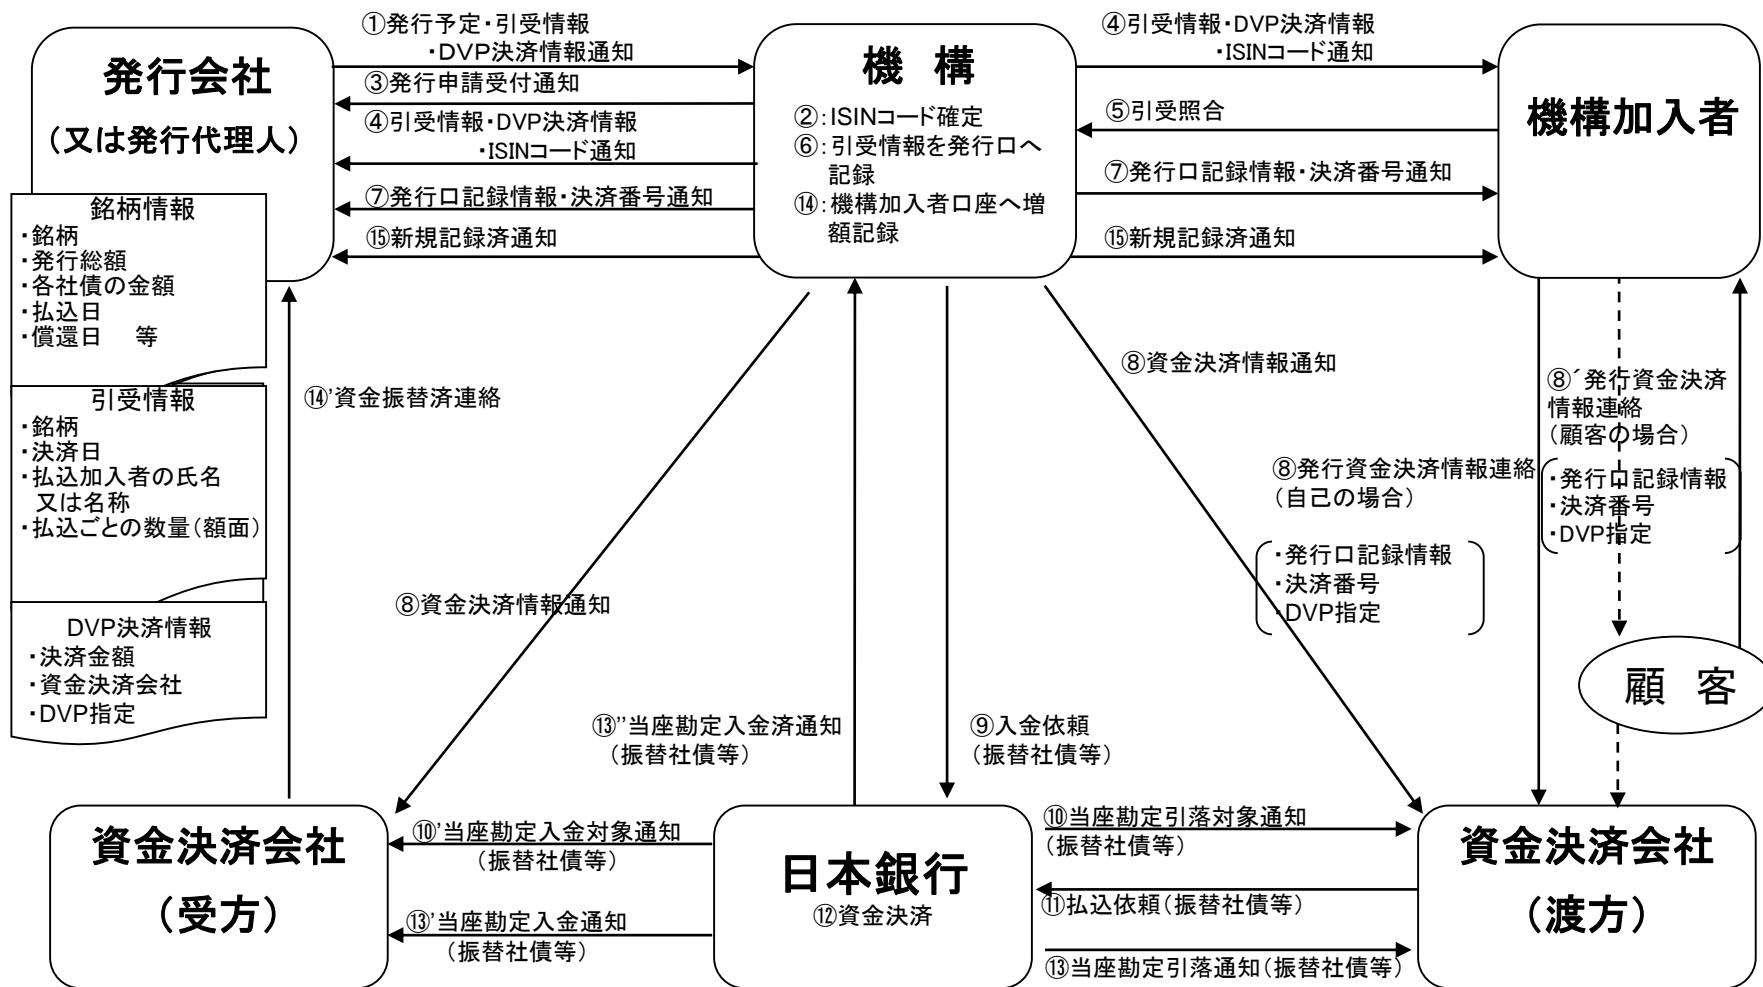 発行会社
（又は発行代理人）
①発行予定・引受情報
・DVP決済情報通知
③発行申請受付通知
④引受情報・DVP決済情報
・ISINコード通知
⑦発行口記録情報・決済番号通知
⑮新規記録済通知
機 構
②：ISINコード確定
⑥：引受情報を発行口へ
記録
⑭：機構加入者口座へ増
額記録
④引受情報・DVP決済情報
・ISINコード通知
⑤引受照合
⑦発行口記録情報・決済番号通知
⑮新規記録済通知
機構加入者
銘柄情報
・銘柄
・発行総額
・各社債の金額
・払込日
・償還日 等
引受情報
・銘柄
・決済日
・払込加入者の氏名
又は名称
・払込ごとの数量（額面）
DVP決済情報
・決済金額
・資金決済会社
・DVP指定
⑭’資金振替済連絡
⑧資金決済情報通知
⑧資金決済情報通知
⑧発行資金決済情報連絡
（自己の場合）
・発行口記録情報
・決済番号
・DVP指定
⑧´発行資金決済
情報連絡
（顧客の場合）
・発行口記録情報
・決済番号
・DVP指定
顧 客
⑬’’当座勘定入金済通知
（振替社債等）
⑨入金依頼
（振替社債等）
資金決済会社
（受方）
⑩’当座勘定入金対象通知
（振替社債等）
⑬’当座勘定入金通知
（振替社債等）
日本銀行
⑫資金決済
⑩当座勘定引落対象通知
（振替社債等）
⑪払込依頼（振替社債等）
⑬当座勘定引落通知（振替社債等）
資金決済会社
（渡方）